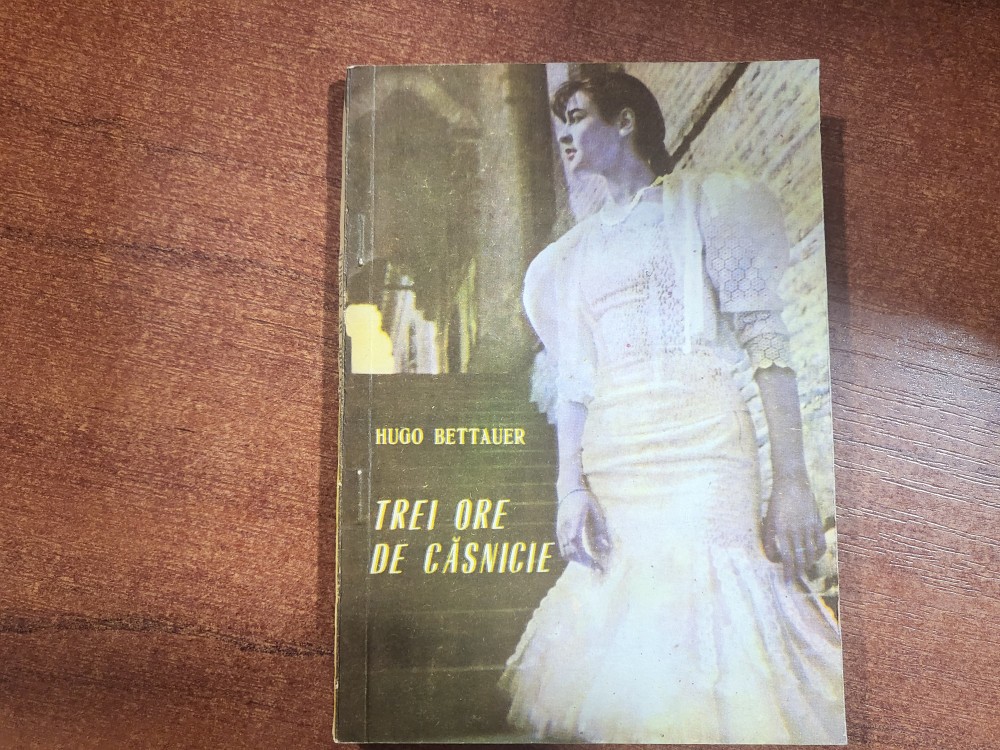 HUGO BETTAUER
TREI ORE
DE CĂSNICIE